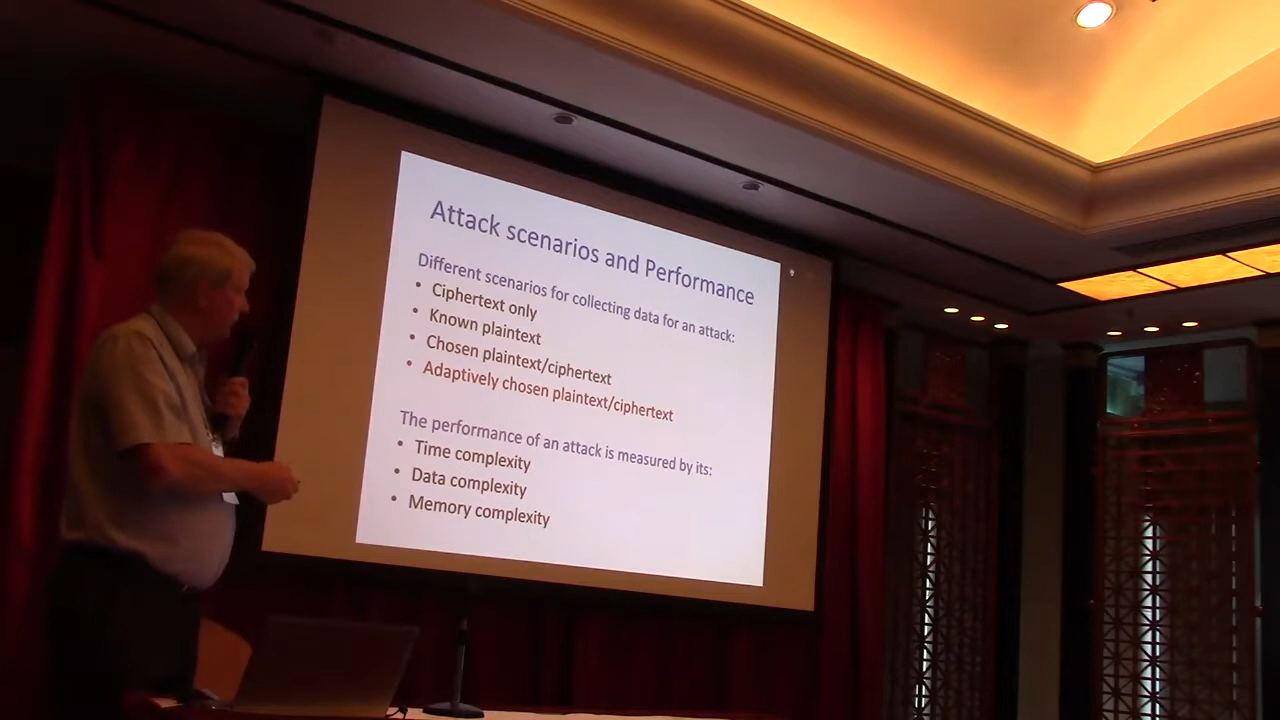 Attack scenarios and Performance
Different scenarios for collecting data for an attack:
• Ciphertext only
• Known plaintext
• Chosen plaintext/ciphertext
• Adaptively chosen plaintext/ciphertext
The performance of an attack is measured by its:
• Time complexity
• Data complexity
• Memory complexity